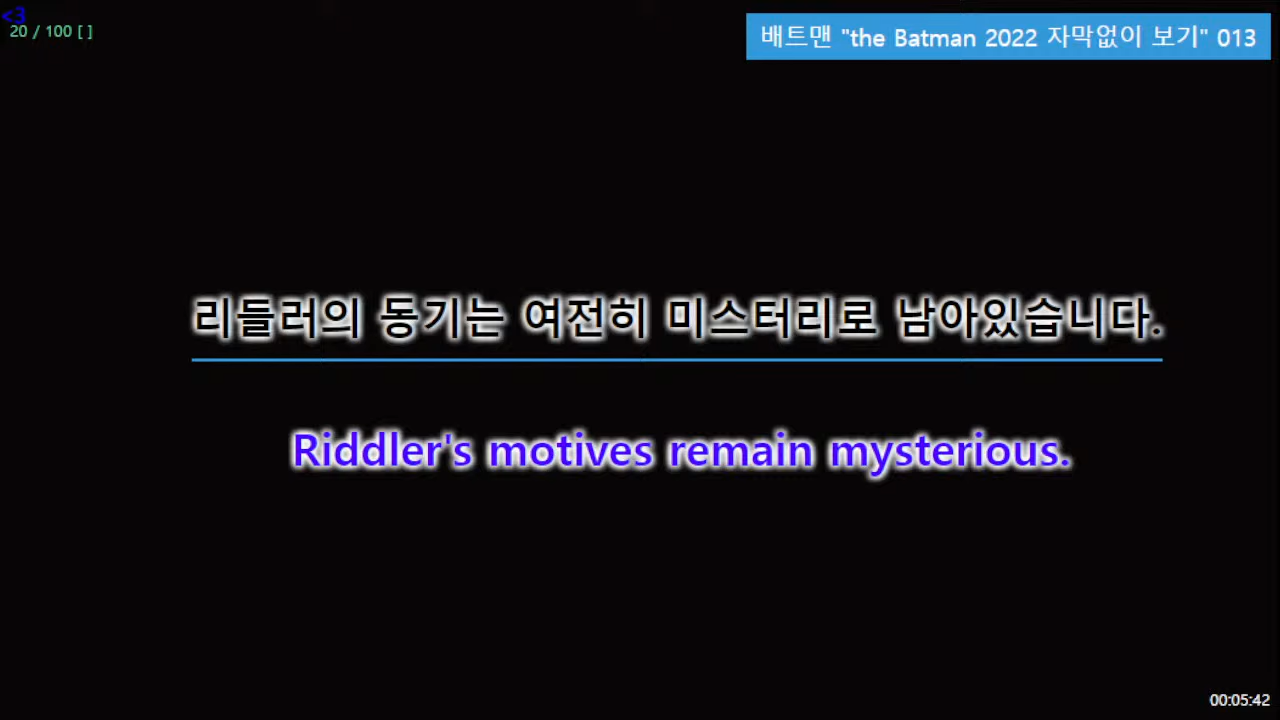 <3
20 / 100 [ ]
배트맨 "the Batman 2022 자막없이 보기" 013
리들러의 동기는 여전히 미스터리로 남아있습니다.
Riddler's motives remain mysterious.
00:05:42